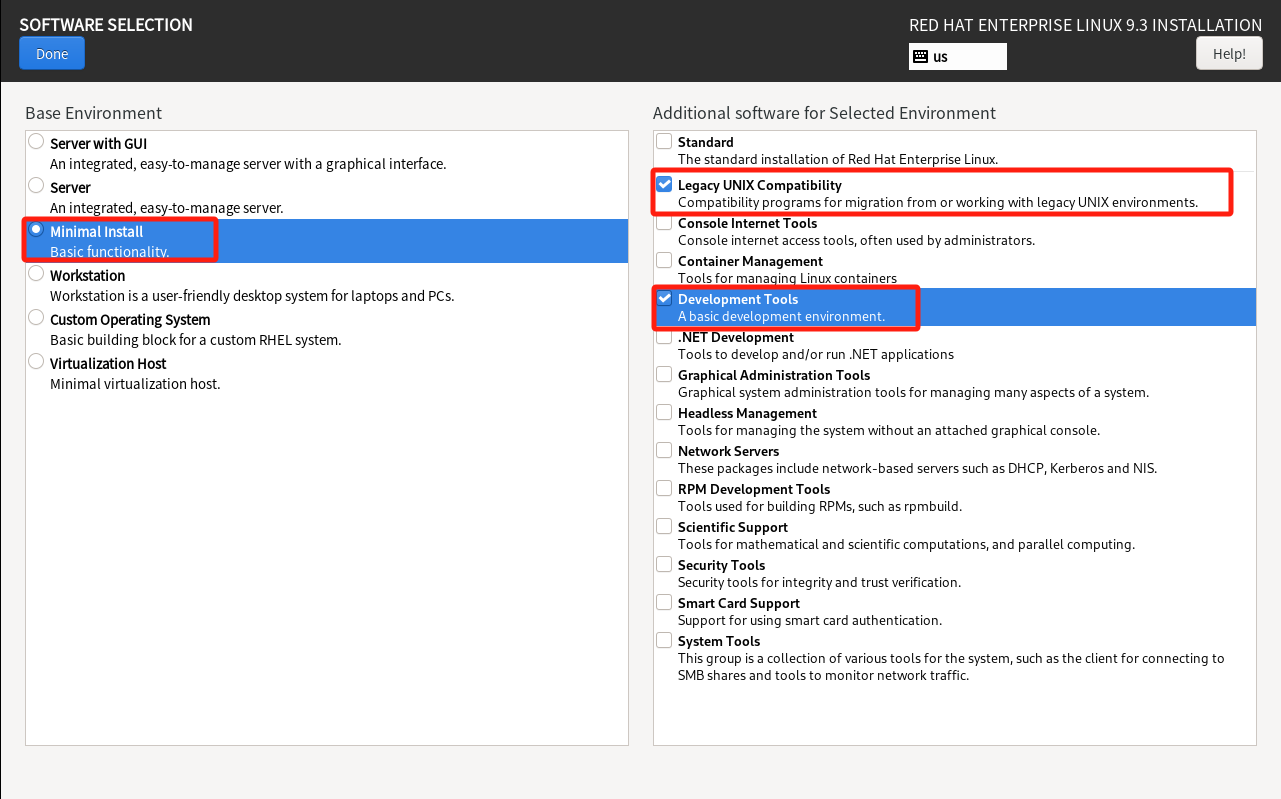 SOFTWARE SELECTION
RED HAT ENTERPRISE LINUX 9.3 INSTALLATION
Done
us
Help!
Base Environment
Server with GUI
An integrated, easy-to-manage server with a graphical interface.
Server
An integrated, easy-to-manage server.
Minimal Install
Basic functionality.
Workstation
Workstation is a user-friendly desktop system for laptops and PCs.
Custom Operating System
Basic building block for a custom RHEL system.
Virtualization Host
Minimal virtualization host.
Additional software for Selected Environment
Standard
The standard installation of Red Hat Enterprise Linux.
Legacy UNIX Compatibility
Compatibility programs for migration from or working with legacy UNIX environments.
Console Internet Tools
Console internet access tools, often used by administrators.
Container Management
Tools for managing Linux containers
Development Tools
A basic development environment.
.NET Development
Tools to develop and/or run .NET applications
Graphical Administration Tools
Graphical system administration tools for managing many aspects of a system.
Headless Management
Tools for managing the system without an attached graphical console.
Network Servers
These packages include network-based servers such as DHCP, Kerberos and NIS.
RPM Development Tools
Tools used for building RPMs, such as rpmbuild.
Scientific Support
Tools for mathematical and scientific computations, and parallel computing.
Security Tools
Security tools for integrity and trust verification.
Smart Card Support
Support for using smart card authentication.
System Tools
This group is a collection of various tools for the system, such as the client for connecting to
SMB shares and tools to monitor network traffic.